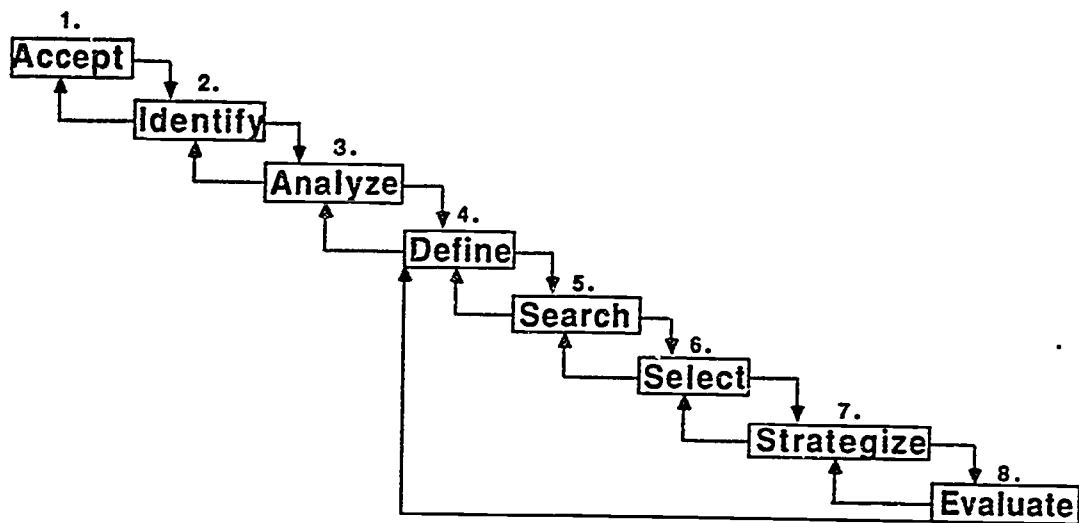 1.
Accept
2.
Identify
3.
Analyze
4.
Define
5.
Search
6.
Select
7.
Strategize
8.
Evaluate